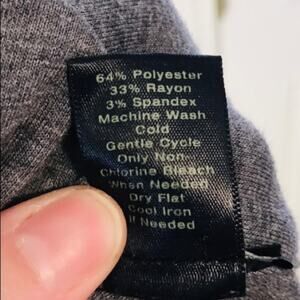 64% Polyester
33% Rayon
3% Spandex
Machine Wash
Cold
Gentle Cycle
Only Non-
Chlorine Bleach
When Needed
Dry Flat
Cool Iron
If Needed